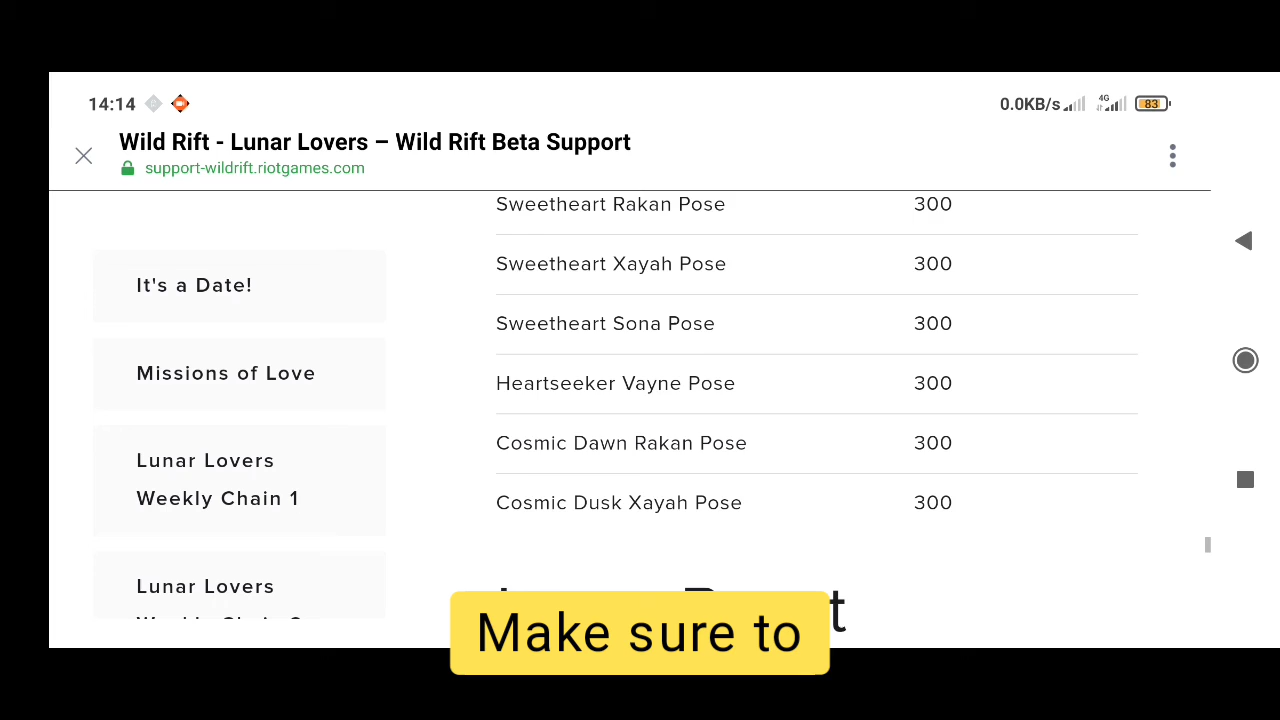 14:14
0.0KB/s 4G 83
Wild Rift - Lunar Lovers – Wild Rift Beta Support
support-wildrift.riotgames.com
Sweetheart Rakan Pose 300
Sweetheart Xayah Pose 300
Sweetheart Sona Pose 300
Heartseeker Vayne Pose 300
Cosmic Dawn Rakan Pose 300
Cosmic Dusk Xayah Pose 300
It's a Date!
Missions of Love
Lunar Lovers
Weekly Chain 1
Lunar Lovers
Make sure to